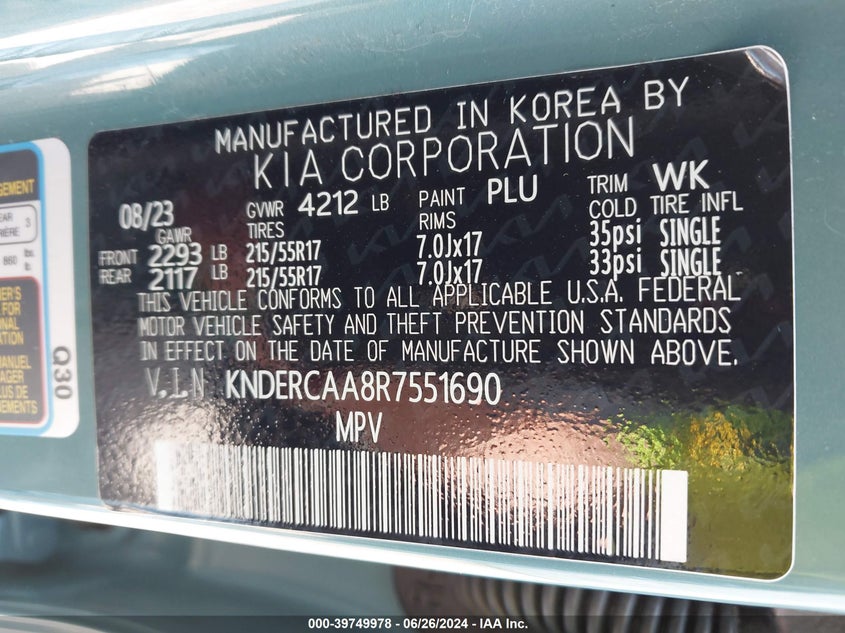 MANUFACTURED IN KOREA BY
KIA CORPORATION
08/23 GVWR 4212 LB PAINT PLU TRIM WK
GAWR TIRES RIMS COLD TIRE INFL
FRONT 2293 LB 215/55R17 7.0Jx17 35psi SINGLE
REAR 2117 LB 215/55R17 7.0Jx17 33psi SINGLE
THIS VEHICLE CONFORMS TO ALL APPLICABLE U.S.A. FEDERAL
MOTOR VEHICLE SAFETY AND THEFT PREVENTION STANDARDS
IN EFFECT ON THE DATE OF MANUFACTURE SHOWN ABOVE.
V.I.N KNDERCAA8R7551690
MPV
3
860
FOR
Q30
000-39749978 - 06/26/2024 - IAA Inc.